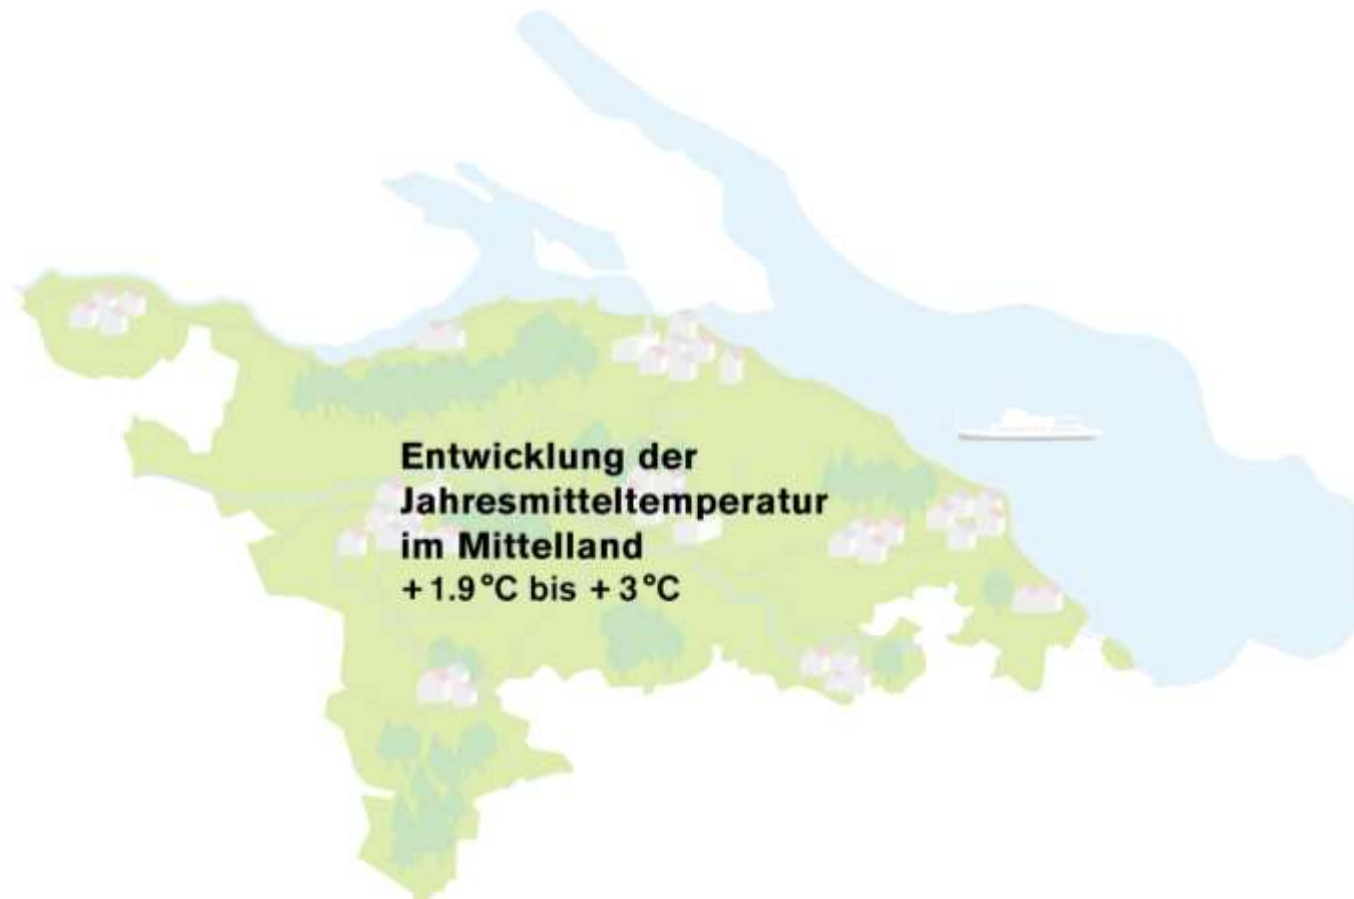 Entwicklung der
Jahresmitteltemperatur
im Mittelland
+1.9°C bis +3°C